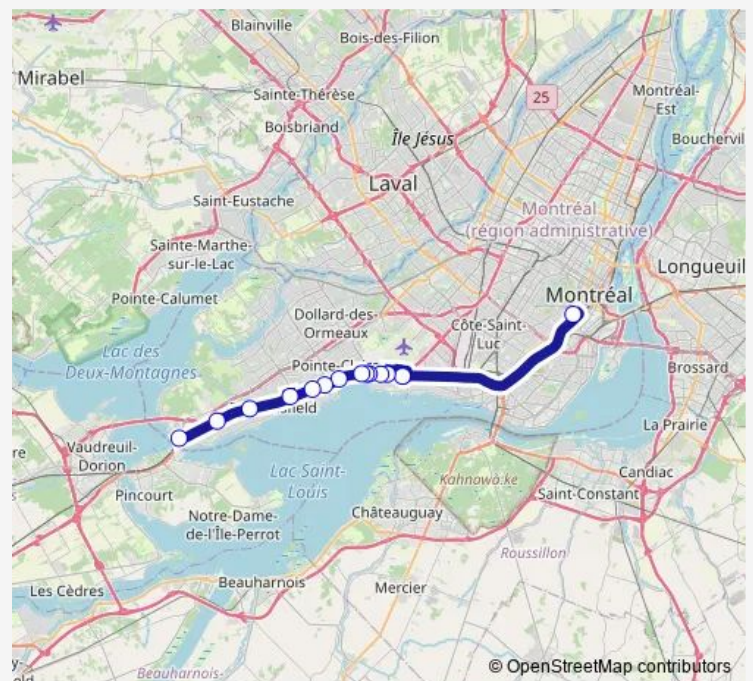 Blainville
Bois-des-Filion
Mirabel
25
Montréal-
Est
Sainte-Thérèse
Boisbriand
Île Jésus
Bouchervil
Laval
Saint-Eustache
Montréal
(région administrative)
Sainte-Marthe-
sur-le-Lac
Longueuil
Pointe-Calumet
Montréal
Dollard-des-
Ormeaux
Côte-Saint-
Luc
Lac des
Deux-Montagnes
Brossard
La Prairie
Vaudreuil-
Dorion
Lac Saint-
Louis
Kahnawa:ke
Candiac
Pincourt
Saint-Constant
Notre-Dame-
de-l'Île-Perrot
Châteauguay
Roussillon
Les Cèdres
Beauharnois
Mercier
Beauharnois-
© OpenStreetMap contributors